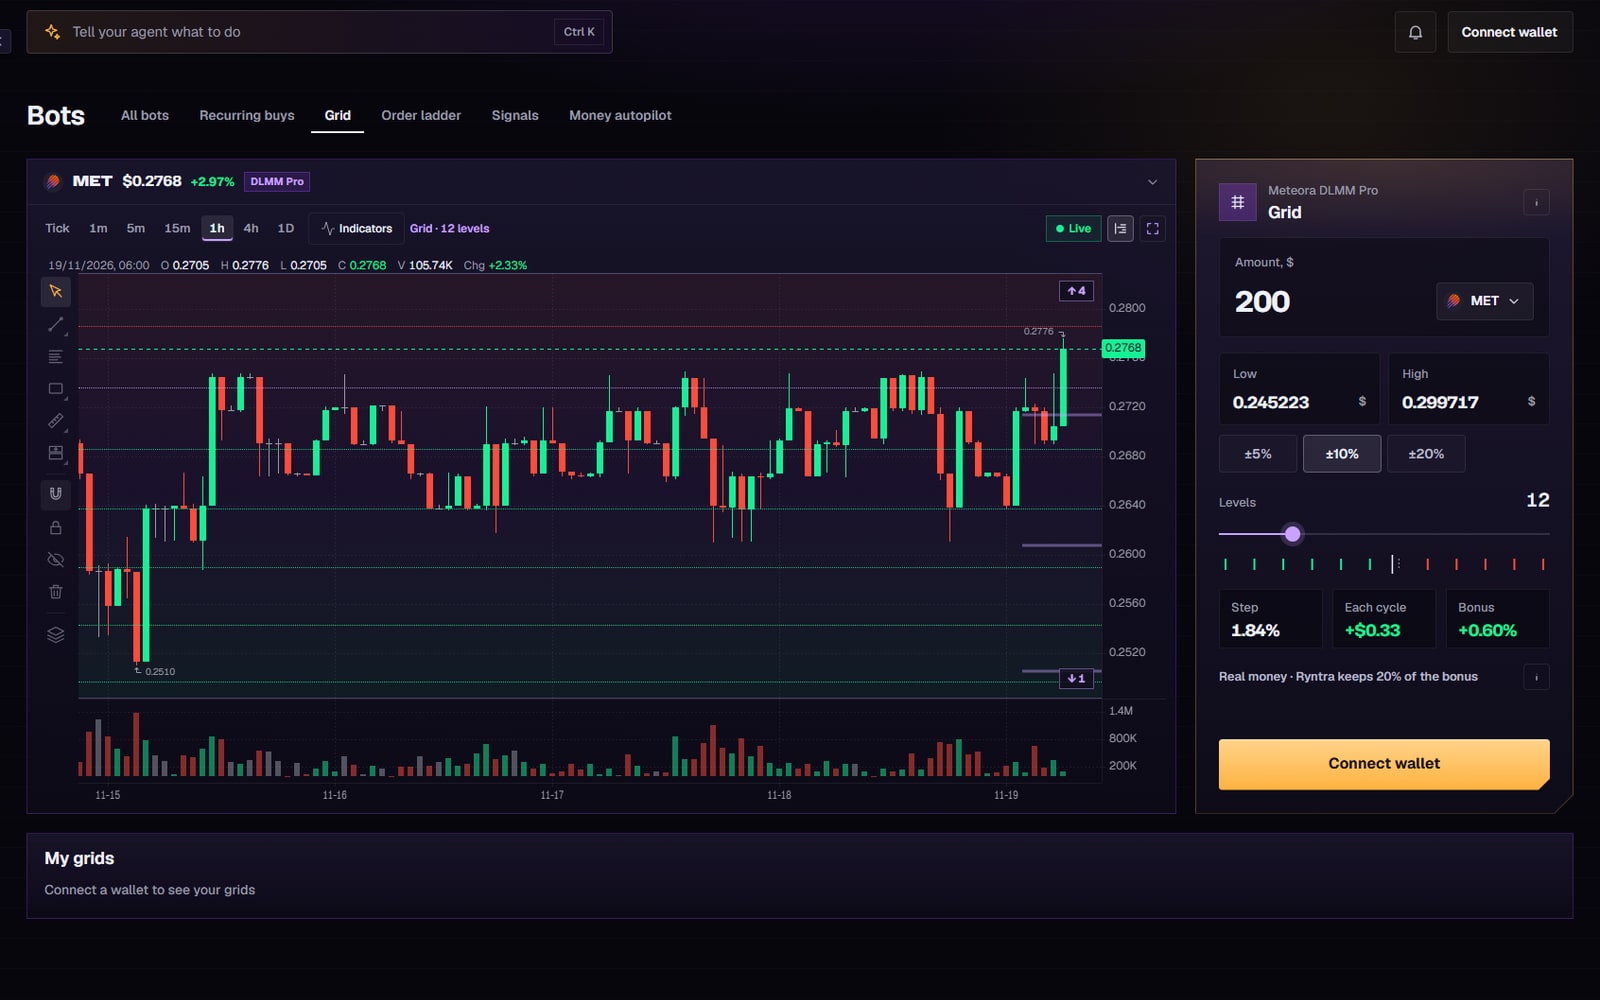 Tell your agent what to do
Ctrl K
Connect wallet
Bots
All bots
Recurring buys
Grid
Order ladder
Signals
Money autopilot
MET $0.2768 +2.97% DLMM Pro
Tick 1m 5m 15m 1h 4h 1D Indicators Grid · 12 levels
Live
19/11/2026, 06:00 O 0.2705 H 0.2776 L 0.2705 C 0.2768 V 105.74K Chg +2.33%
↑4
0.2800
0.2776
0.2768
0.2720
0.2680
0.2640
0.2600
0.2560
0.2520
0.2510
↓1
1.4M
800K
200K
11-15 11-16 11-17 11-18 11-19
Meteora DLMM Pro
Grid
i
Amount, $
200
MET
Low
0.245223 $
High
0.299717 $
±5% ±10% ±20%
Levels 12
Step
1.84%
Each cycle
+$0.33
Bonus
+0.60%
Real money · Ryntra keeps 20% of the bonus
i
Connect wallet
My grids
Connect a wallet to see your grids